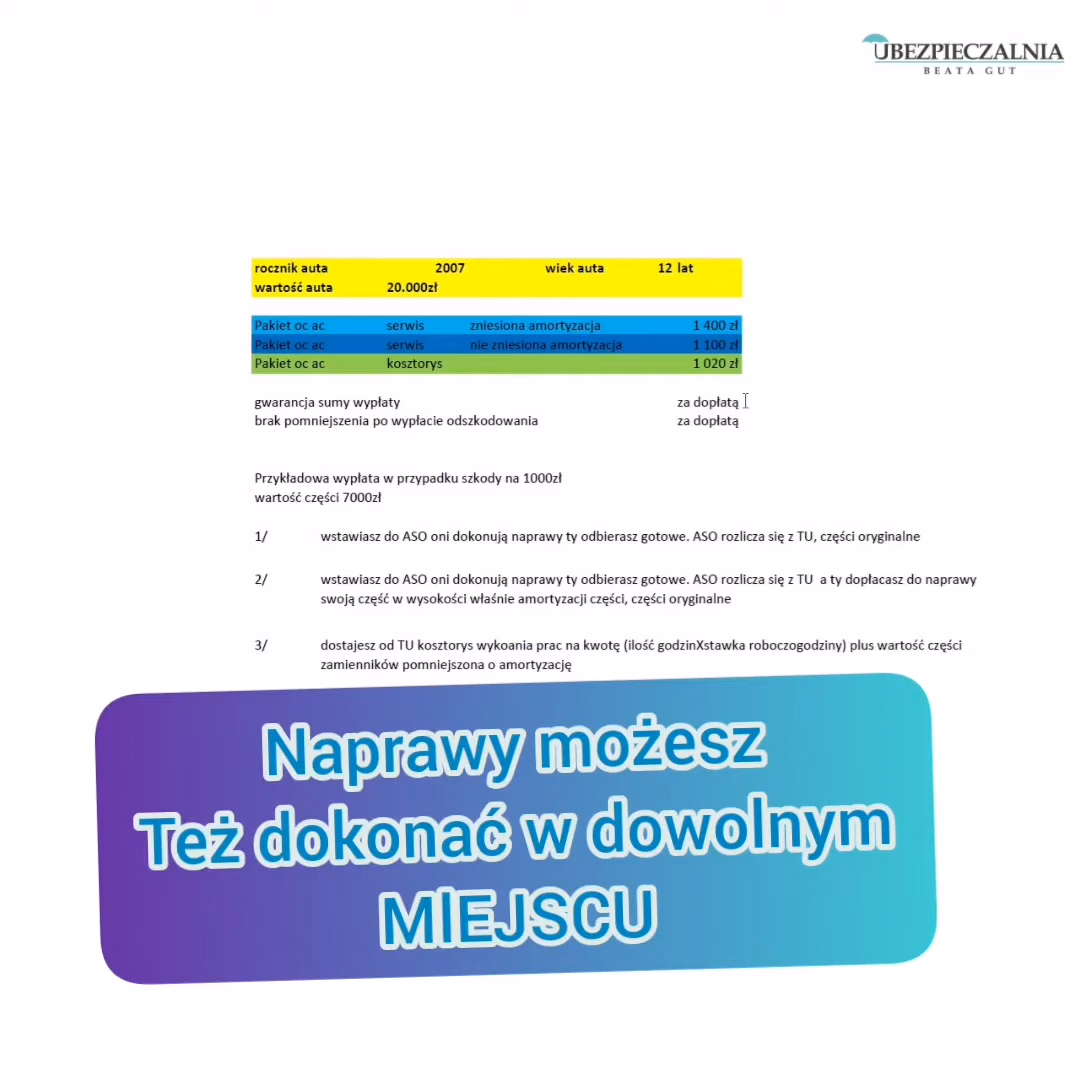 UBEZPIECZALNIA
BEATA GUT
rocznik auta 2007 wiek auta 12 lat
wartość auta 20.000zł
Pakiet oc ac serwis zniesiona amortyzacja 1 400 zł
Pakiet oc ac serwis nie zniesiona amortyzacja 1 100 zł
Pakiet oc ac kosztorys 1 020 zł
gwarancja sumy wypłaty za dopłatą
brak pomniejszenia po wypłacie odszkodowania za dopłatą
Przykładowa wypłata w przypadku szkody na 1000zł
wartość części 7000zł
1/ wstawiasz do ASO oni dokonują naprawy ty odbierasz gotowe. ASO rozlicza się z TU, części oryginalne
2/ wstawiasz do ASO oni dokonują naprawy ty odbierasz gotowe. ASO rozlicza się z TU a ty dopłacasz do naprawy
swoją część w wysokości właśnie amortyzacji części, części oryginalne
3/ dostajesz od TU kosztorys wykoania prac na kwotę (ilość godzinXstawka roboczogodziny) plus wartość części
zamienników pomniejszona o amortyzację
Naprawy możesz
Też dokonać w dowolnym
MIEJSCU